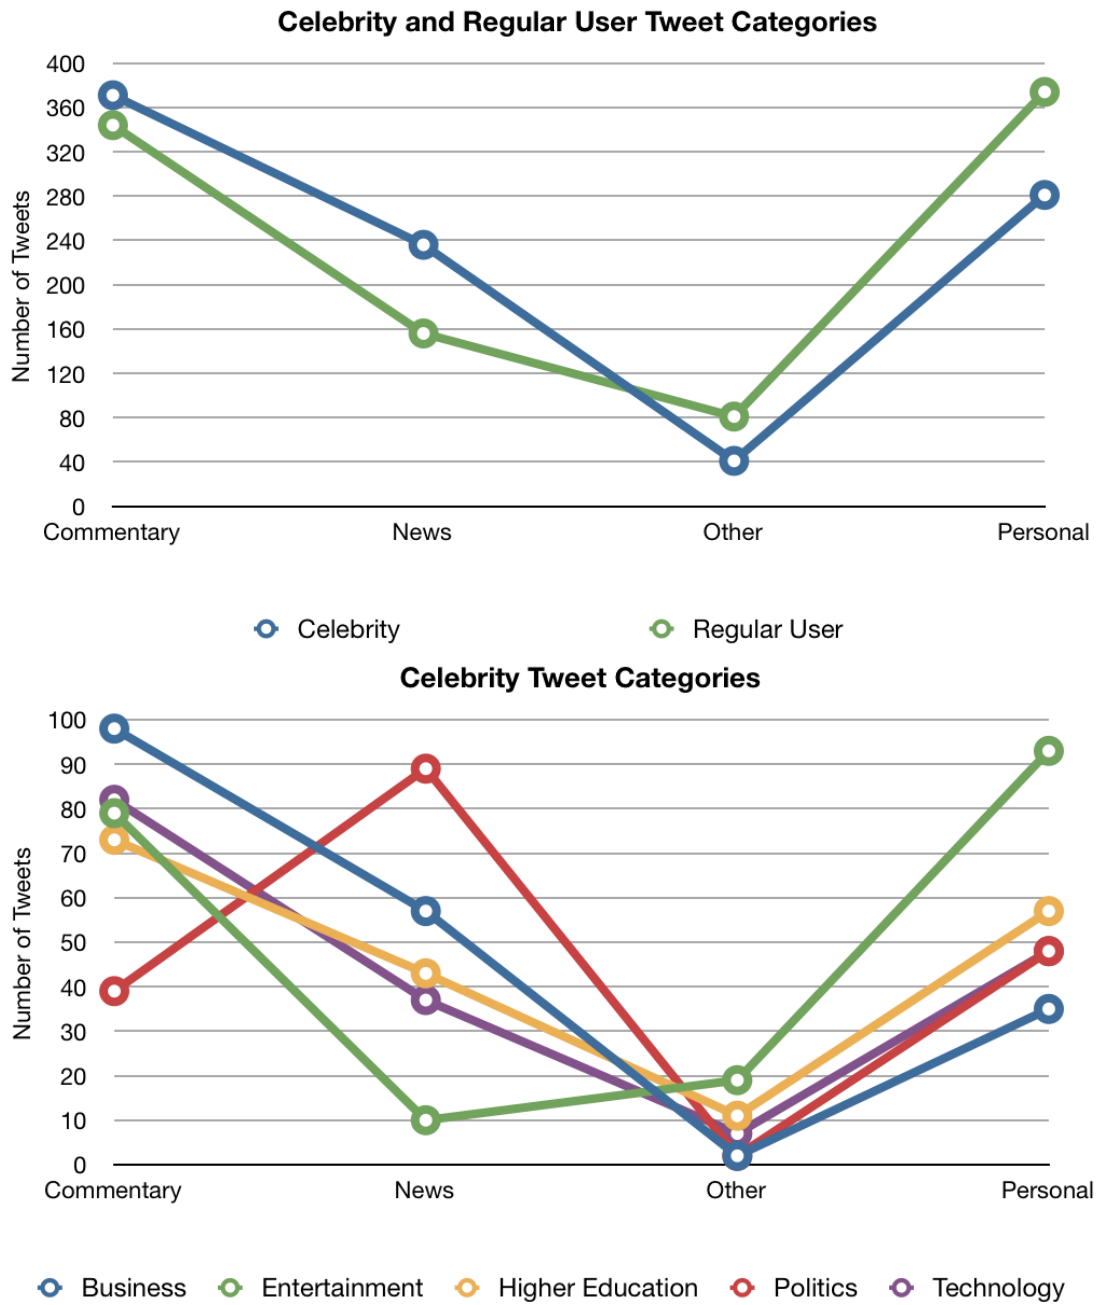 Celebrity and Regular User Tweet Categories
400
360
320
280
240
200
160
120
80
40
0
Number of Tweets
Commentary News Other Personal
Celebrity Regular User
Celebrity Tweet Categories
100
90
80
70
60
50
40
30
20
10
0
Number of Tweets
Commentary News Other Personal
Business Entertainment Higher Education Politics Technology